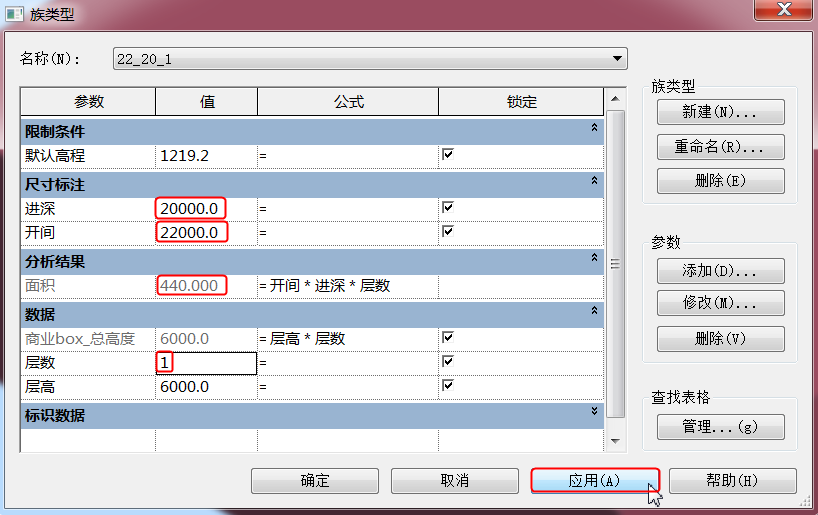 族类型
名称(N):
22_20_1
参数 值 公式 锁定
限制条件
默认高程 1219.2 =
尺寸标注
进深 20000.0 =
开间 22000.0 =
分析结果
面积 440.000 = 开间 * 进深 * 层数
数据
商业box_总高度 6000.0 = 层高 * 层数
层数 1 =
层高 6000.0 =
标识数据
族类型
新建(N)...
重命名(R)...
删除(E)
参数
添加(D)...
修改(M)...
删除(V)
查找表格
管理...(g)
确定 取消 应用(A) 帮助(H)